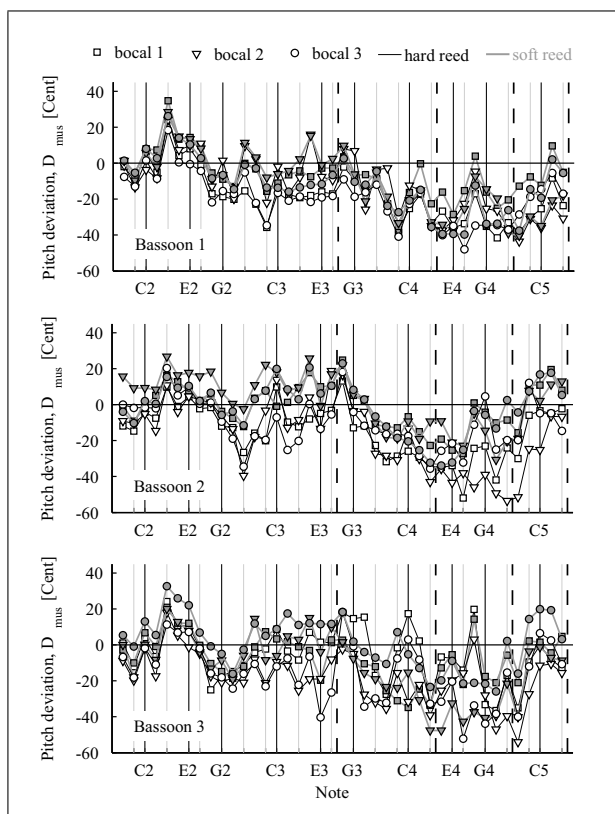 bocal 1 bocal 2 bocal 3 hard reed soft reed
Pitch deviation, D mus [Cent]
40
20
0
-20
-40
-60
Bassoon 1
C2 E2 G2 C3 E3 G3 C4 E4 G4 C5
Pitch deviation, D mus [Cent]
40
20
0
-20
-40
-60
Bassoon 2
C2 E2 G2 C3 E3 G3 C4 E4 G4 C5
Pitch deviation, D mus [Cent]
40
20
0
-20
-40
-60
Bassoon 3
C2 E2 G2 C3 E3 G3 C4 E4 G4 C5
Note